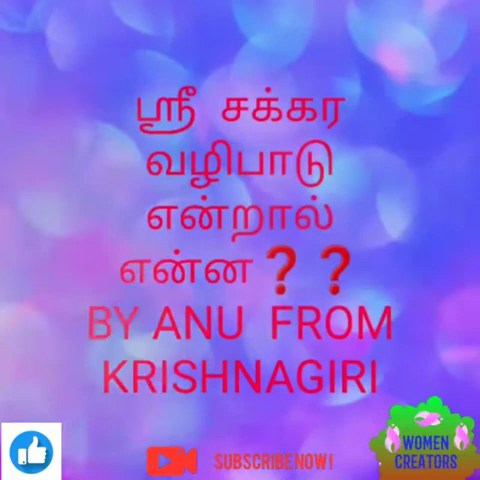 ஸ்ரீ சக்கர
வழிபாடு
என்றால்
என்ன❓❓
BY ANU FROM
KRISHNAGIRI
WOMEN
CREATORS
SUBSCRIBE NOW!